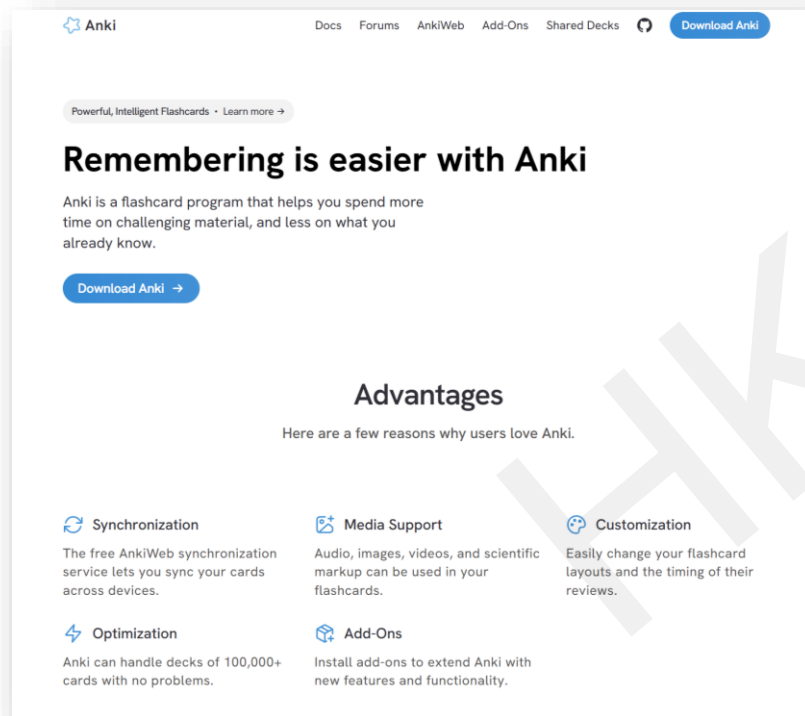 Anki
Docs Forums AnkiWeb Add-Ons Shared Decks Download Anki
Powerful, Intelligent Flashcards • Learn more →
Remembering is easier with Anki
Anki is a flashcard program that helps you spend more
time on challenging material, and less on what you
already know.
Download Anki →
Advantages
Here are a few reasons why users love Anki.
Synchronization
The free AnkiWeb synchronization
service lets you sync your cards
across devices.
Media Support
Audio, images, videos, and scientific
markup can be used in your
flashcards.
Customization
Easily change your flashcard
layouts and the timing of their
reviews.
Optimization
Anki can handle decks of 100,000+
cards with no problems.
Add-Ons
Install add-ons to extend Anki with
new features and functionality.
HK